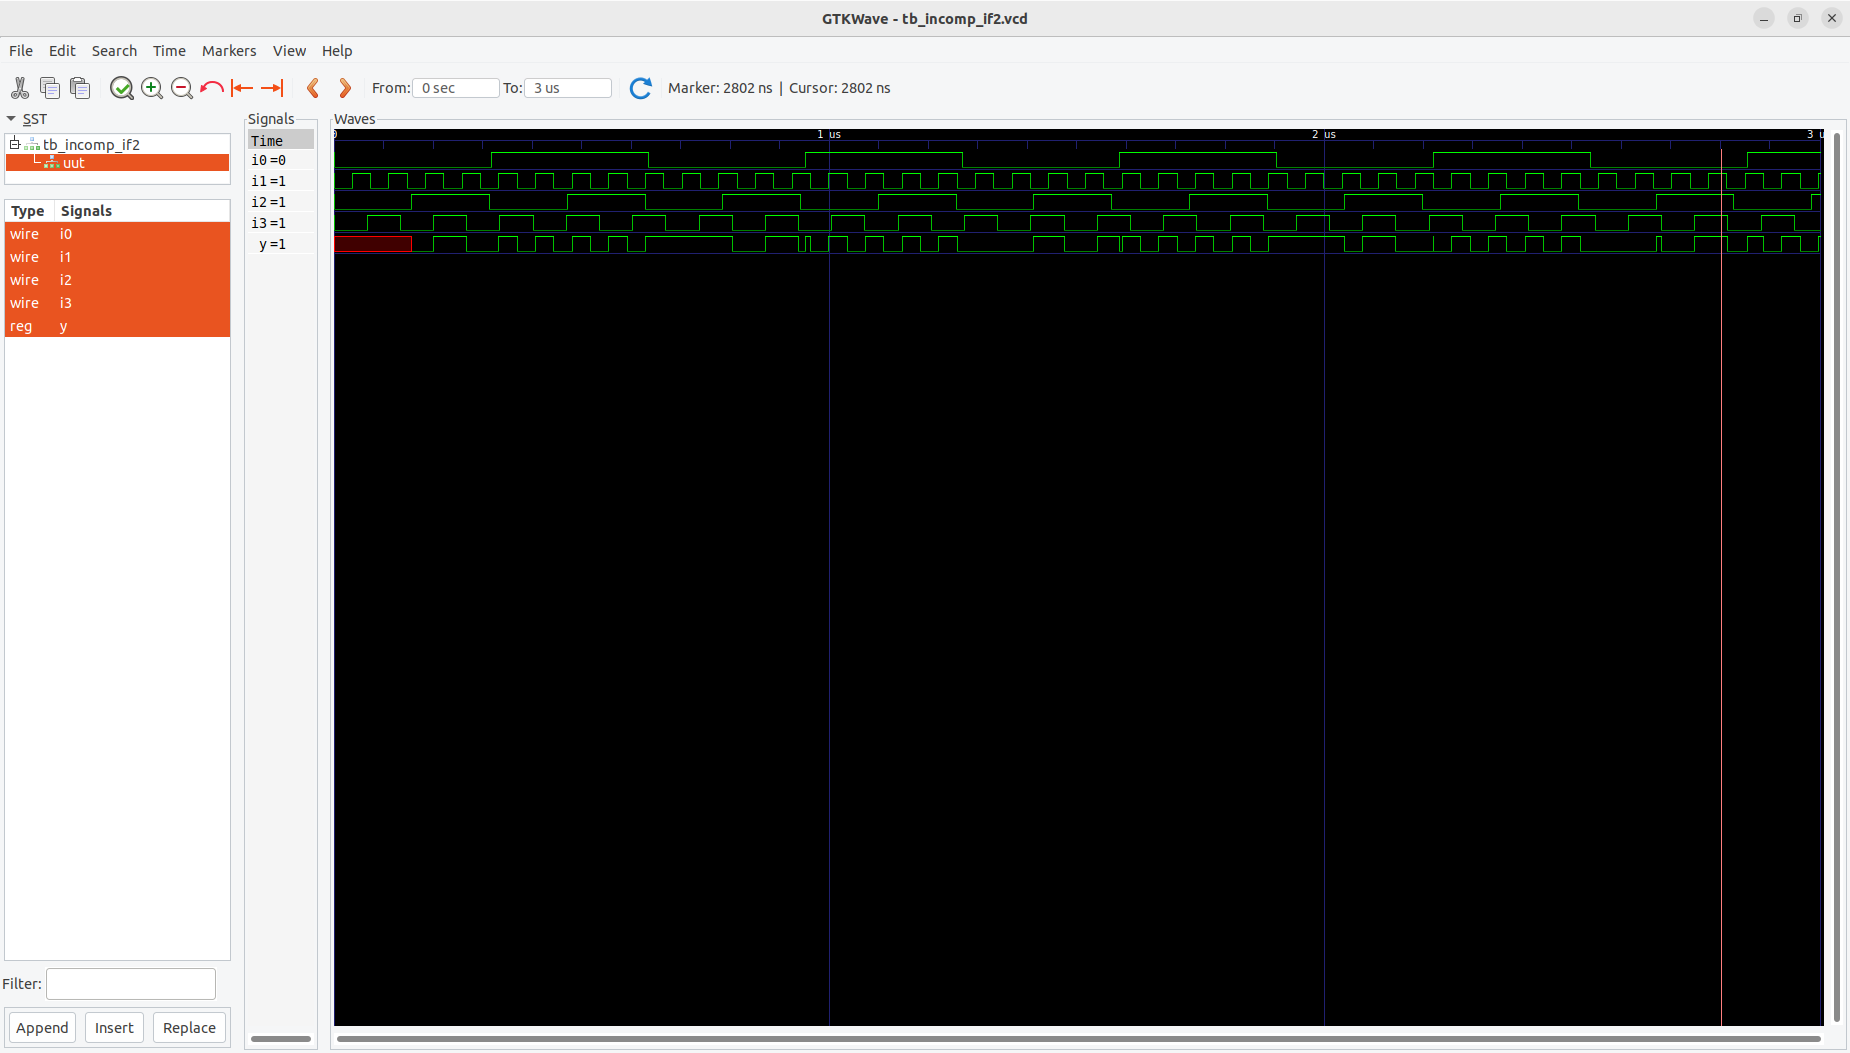 GTKWave - tb_incomp_if2.vcd
File Edit Search Time Markers View Help
From: 0 sec To: 3 us Marker: 2802 ns | Cursor: 2802 ns
SST
tb_incomp_if2
uut
Type Signals
wire i0
wire i1
wire i2
wire i3
reg y
Filter:
Append Insert Replace
Signals
Time
i0=0
i1=1
i2=1
i3=1
y=1
Waves
0 1 us 2 us 3 u